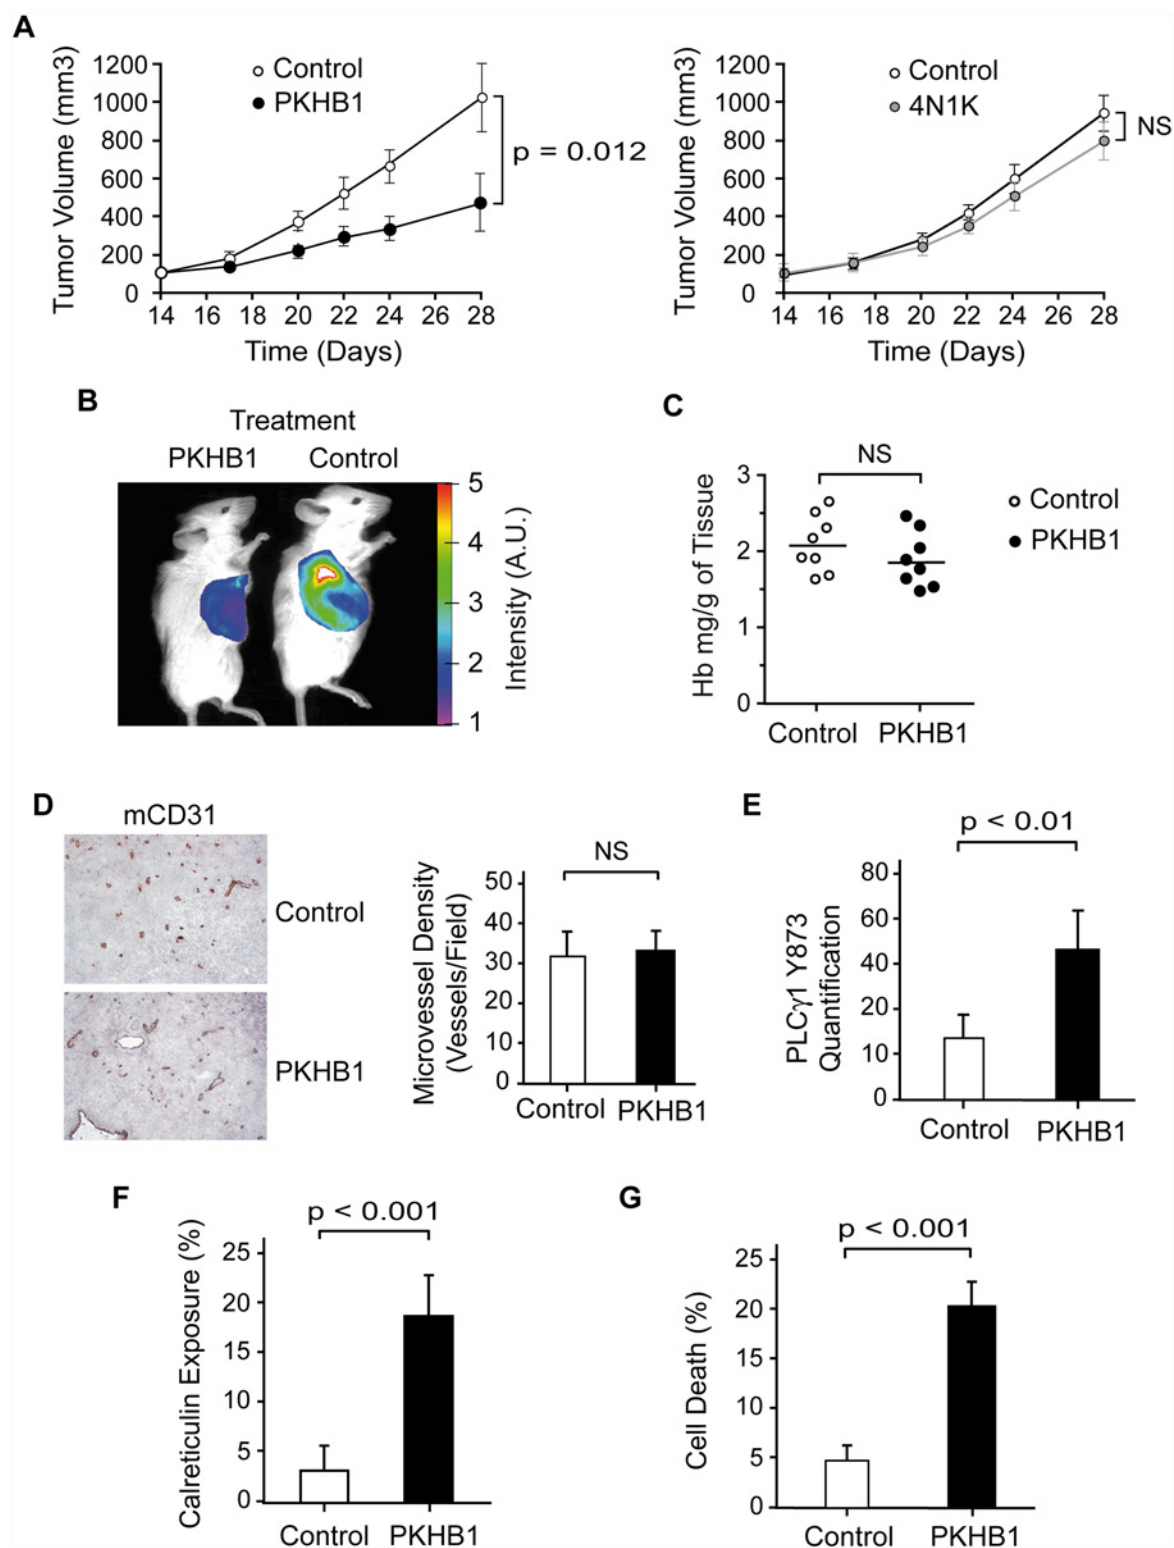 A
Tumor Volume (mm3)
1200
1000
800
600
400
200
0
14 16 18 20 22 24 26 28
Time (Days)
Control
PKHB1
p = 0.012
Tumor Volume (mm3)
1200
1000
800
600
400
200
0
14 16 18 20 22 24 26 28
Time (Days)
Control
4N1K
NS
B
Treatment
PKHB1 Control
5
4
3
2
1
Intensity (A.U.)
C
NS
Hb mg/g of Tissue
3
2
1
0
Control PKHB1
Control
PKHB1
D
mCD31
Control
PKHB1
NS
Microvessel Density
(Vessels/Field)
50
40
30
20
10
0
Control PKHB1
E
p < 0.01
PLCγ1 Y873
Quantification
80
60
40
20
10
0
Control PKHB1
F
p < 0.001
Calreticulin Exposure (%)
25
20
15
10
5
0
Control PKHB1
G
p < 0.001
Cell Death (%)
25
20
15
10
5
0
Control PKHB1